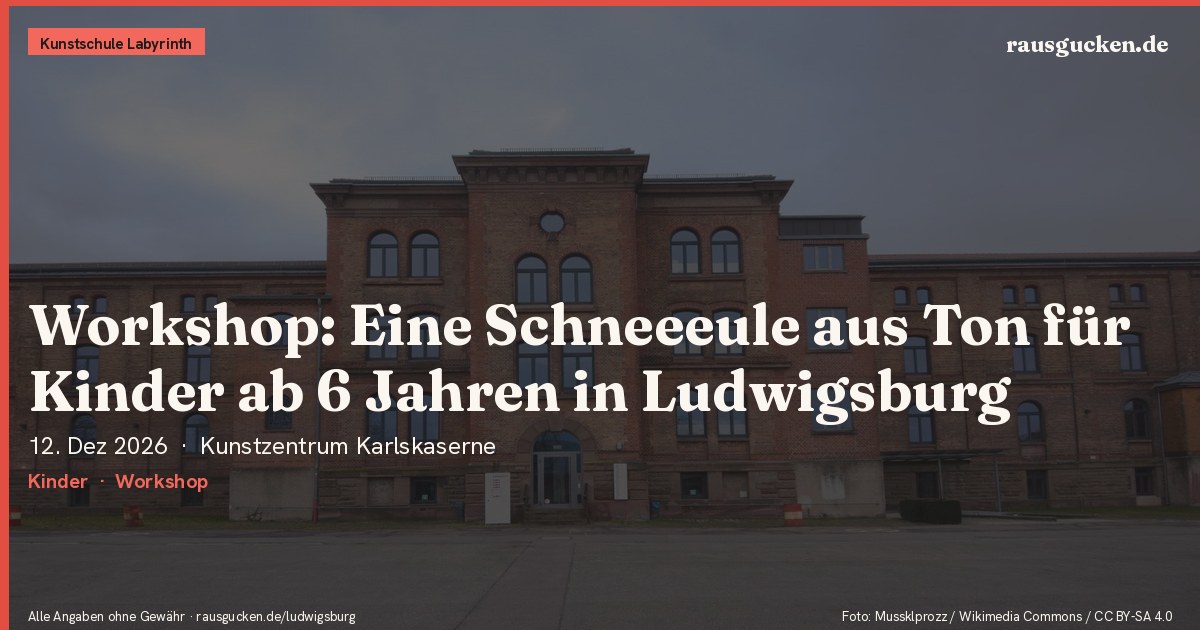 Kunstschule Labyrinth
rausgucken.de
Workshop: Eine Schneeeeule aus Ton für
Kinder ab 6 Jahren in Ludwigsburg
12. Dez 2026 · Kunstzentrum Karlskaserne
Kinder · Workshop
Alle Angaben ohne Gewähr · rausgucken.de/ludwigsburg
Foto: Mussklprozz / Wikimedia Commons / CC BY-SA 4.0